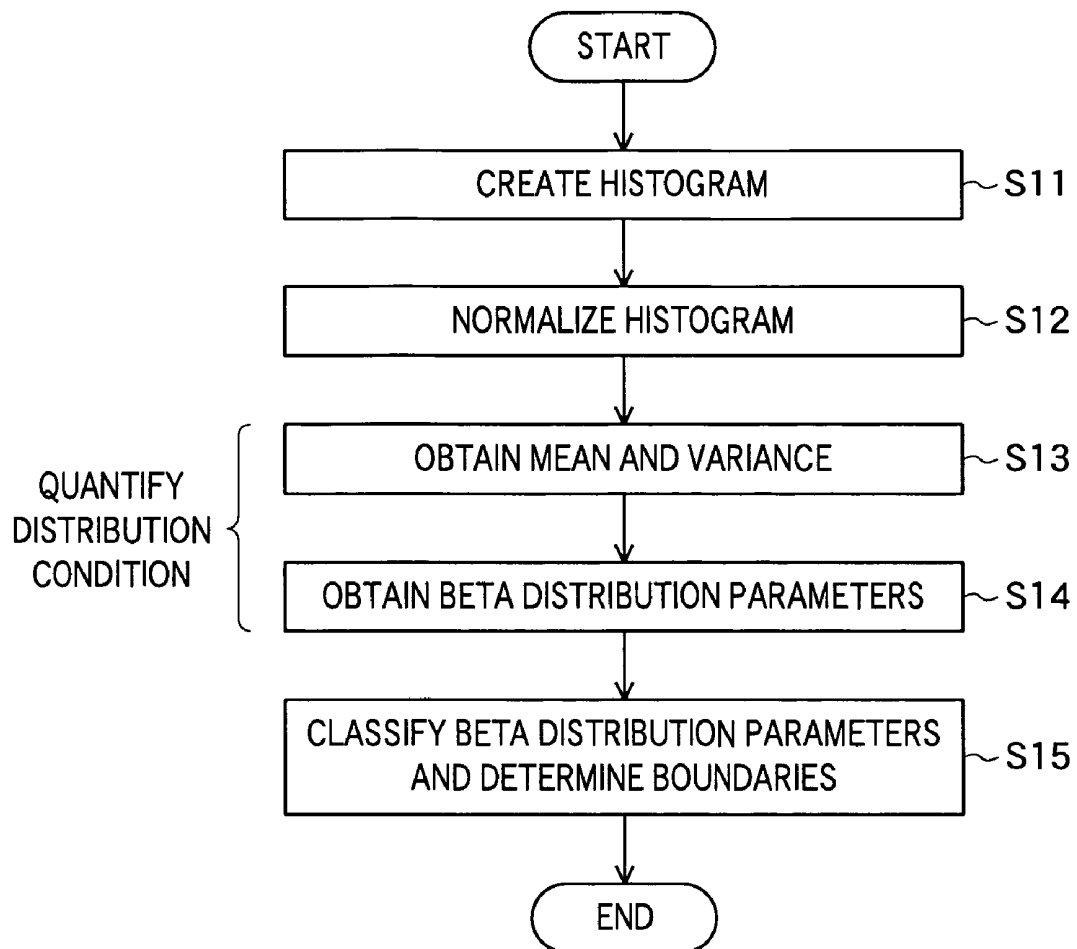 START
CREATE HISTOGRAM
S11
NORMALIZE HISTOGRAM
S12
QUANTIFY
DISTRIBUTION
CONDITION
OBTAIN MEAN AND VARIANCE
S13
OBTAIN BETA DISTRIBUTION PARAMETERS
S14
CLASSIFY BETA DISTRIBUTION PARAMETERS
AND DETERMINE BOUNDARIES
S15
END